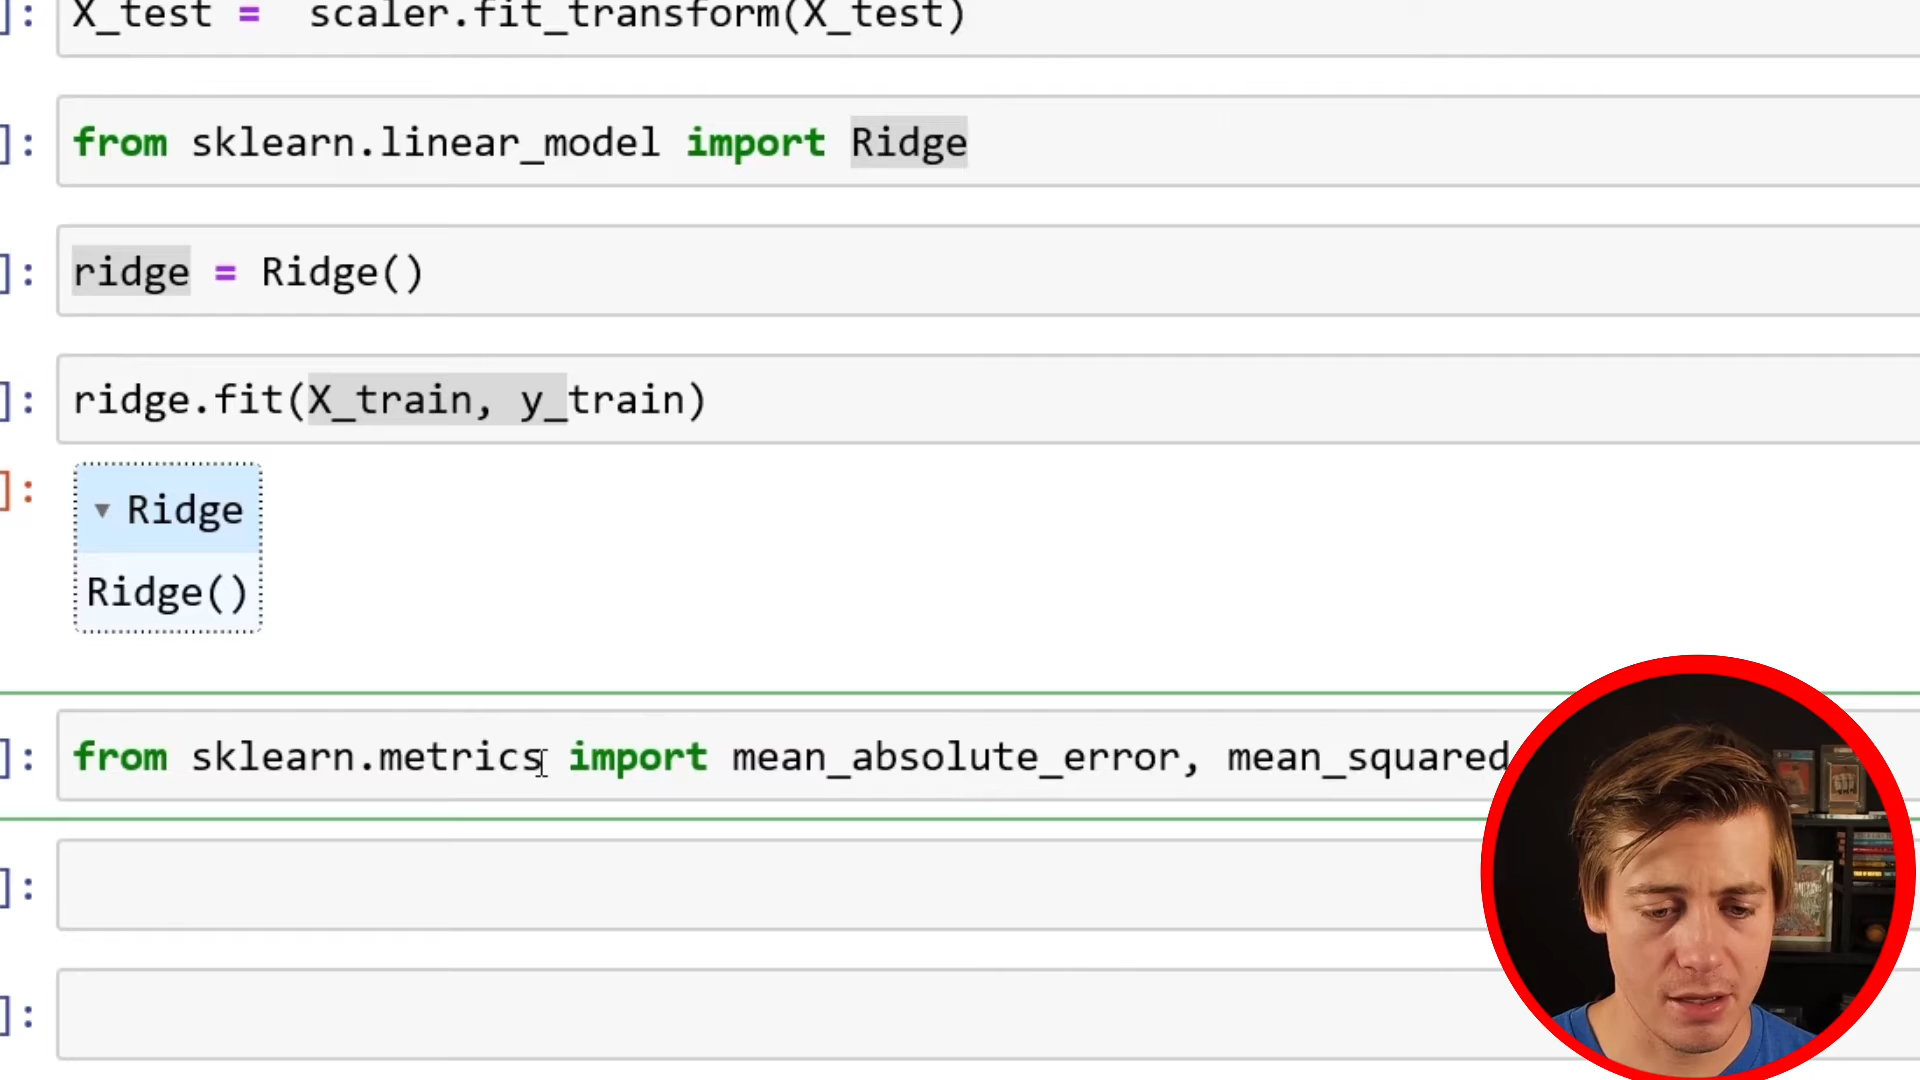 ]: X_test = scaler.fit_transform(X_test)
]: from sklearn.linear_model import Ridge
]: ridge = Ridge()
]: ridge.fit(X_train, y_train)
]: ▼ Ridge
Ridge()
]: from sklearn.metrics import mean_absolute_error, mean_squared
]:
]: